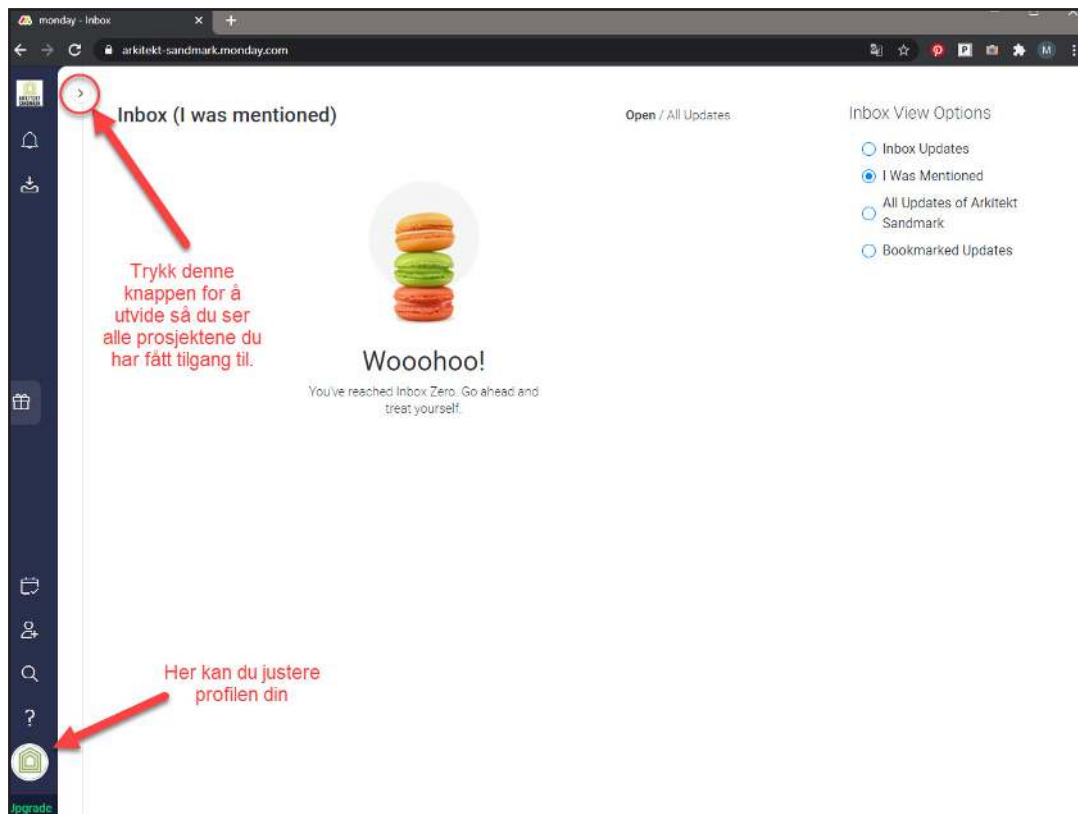 monday - Inbox
arkitekt-sandmark.monday.com
M
ARKITEKT
SANDMARK
Inbox (I was mentioned)
Open / All Updates
Inbox View Options
Inbox Updates
I Was Mentioned
All Updates of Arkitekt
Sandmark
Bookmarked Updates
Trykk denne
knappen for å
utvide så du ser
alle prosjektene du
har fått tilgang til.
Wooohoo!
You've reached Inbox Zero. Go ahead and
treat yourself.
Her kan du justere
profilen din
Upgrade